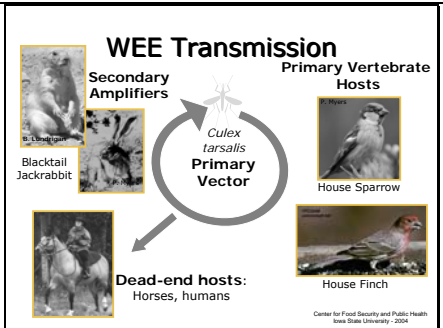 WEE Transmission
Secondary
Amplifiers
B. Lundrigan
Blacktail
Jackrabbit
Culex
tarsalis
Primary
Vector
Primary Vertebrate
Hosts
P. Myers
House Sparrow
House Finch
Dead-end hosts:
Horses, humans
Center for Food Security and Public Health
Iowa State University - 2004